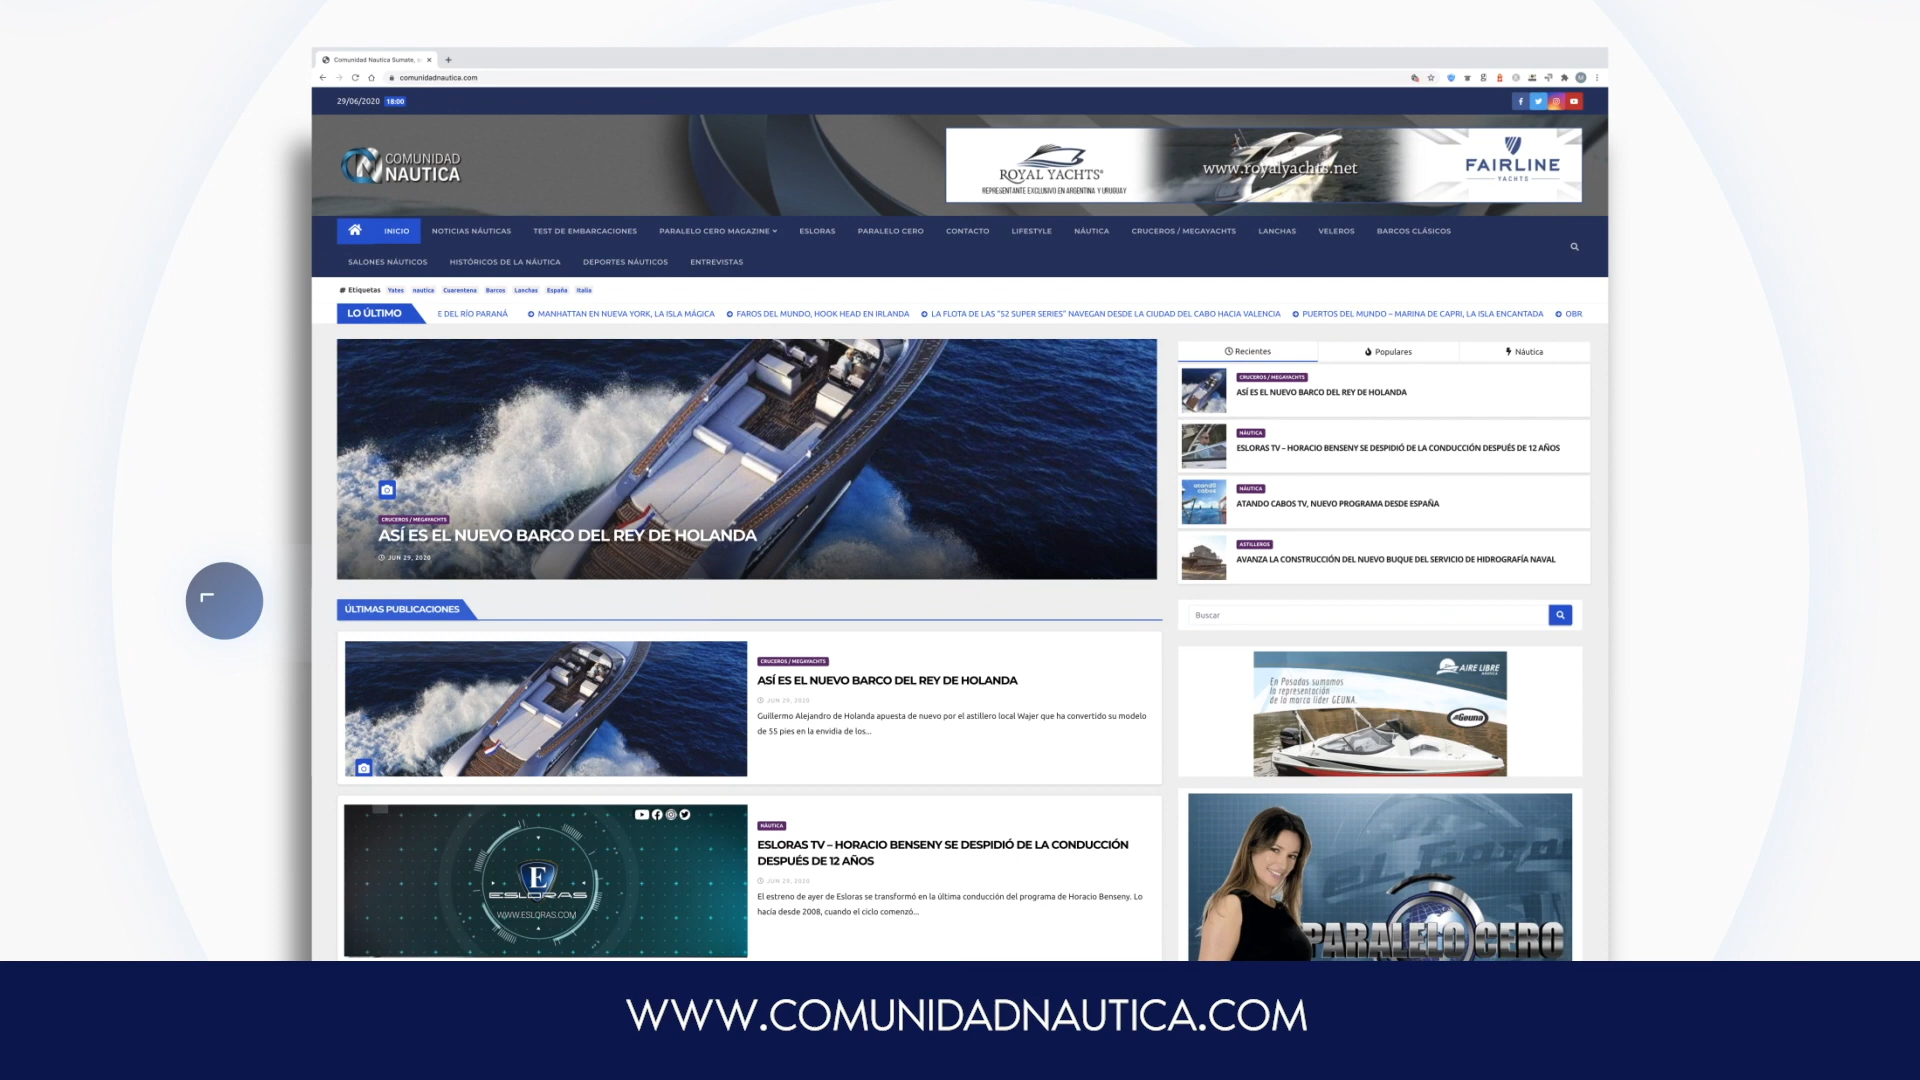 Comunidad Nautica Sumate, s
comunidadnautica.com
29/06/2020 18:00
COMUNIDAD
NAUTICA
ROYAL YACHTS
REPRESENTANTE EXCLUSIVO EN ARGENTINA Y URUGUAY
www.royalyachts.net
FAIRLINE
YACHTS
INICIO NOTICIAS NÁUTICAS TEST DE EMBARCACIONES PARALELO CERO MAGAZINE ESLORAS PARALELO CERO CONTACTO LIFESTYLE NÁUTICA CRUCEROS / MEGAYACHTS LANCHAS VELEROS BARCOS CLÁSICOS
SALONES NÁUTICOS HISTÓRICOS DE LA NÁUTICA DEPORTES NÁUTICOS ENTREVISTAS
# Etiquetas Yates nautica Cuarentena Barcos Lanchas España Italia
LO ÚLTIMO E DEL RÍO PARANÁ MANHATTAN EN NUEVA YORK, LA ISLA MÁGICA FAROS DEL MUNDO, HOOK HEAD EN IRLANDA LA FLOTA DE LAS “52 SUPER SERIES” NAVEGAN DESDE LA CIUDAD DEL CABO HACIA VALENCIA PUERTOS DEL MUNDO – MARINA DE CAPRI, LA ISLA ENCANTADA OBR
CRUCEROS / MEGAYACHTS
ASÍ ES EL NUEVO BARCO DEL REY DE HOLANDA
JUN 29, 2020
Recientes Populares Náutica
CRUCEROS / MEGAYACHTS
ASÍ ES EL NUEVO BARCO DEL REY DE HOLANDA
NÁUTICA
ESLORAS TV – HORACIO BENSENY SE DESPIDIÓ DE LA CONDUCCIÓN DESPUÉS DE 12 AÑOS
atando
cabos
NÁUTICA
ATANDO CABOS TV, NUEVO PROGRAMA DESDE ESPAÑA
ASTILLEROS
AVANZA LA CONSTRUCCIÓN DEL NUEVO BUQUE DEL SERVICIO DE HIDROGRAFÍA NAVAL
ÚLTIMAS PUBLICACIONES
CRUCEROS / MEGAYACHTS
ASÍ ES EL NUEVO BARCO DEL REY DE HOLANDA
JUN 29, 2020
Guillermo Alejandro de Holanda apuesta de nuevo por el astillero local Wajer que ha convertido su modelo
de 55 pies en la envidia de los...
E
ESLORAS
WWW.ESLORAS.COM
NÁUTICA
ESLORAS TV – HORACIO BENSENY SE DESPIDIÓ DE LA CONDUCCIÓN
DESPUÉS DE 12 AÑOS
JUN 29, 2020
El estreno de ayer de Esloras se transformó en la última conducción del programa de Horacio Benseny. Lo
hacía desde 2008, cuando el ciclo comenzó...
Buscar
AIRE LIBRE
NÁUTICA
En Posadas sumamos
la representación
de la marca líder GEUNA.
Geuna
PARALELO CERO
WWW.COMUNIDADNAUTICA.COM